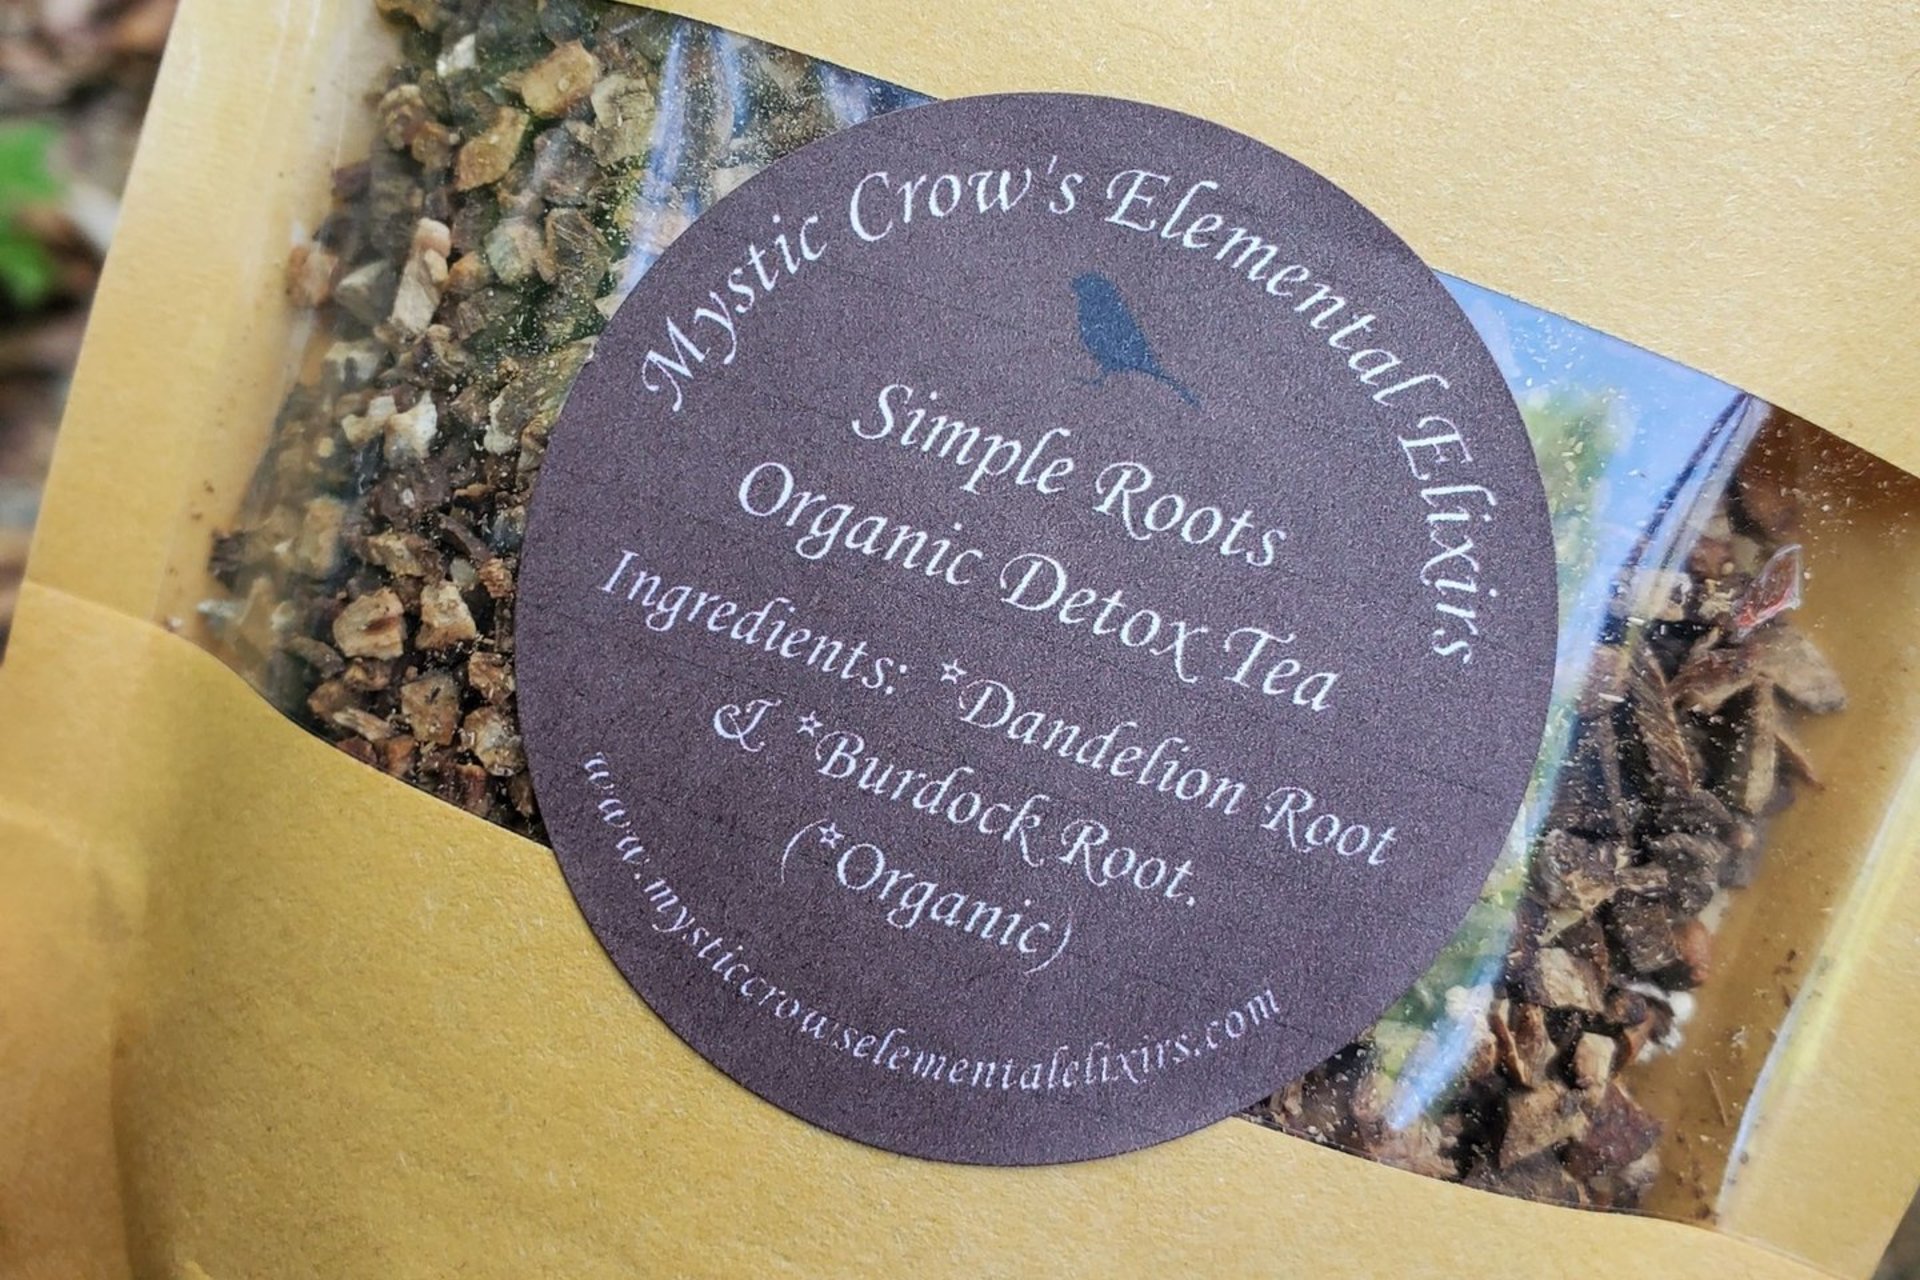 Mystic Crow's Elemental Elixirs
Simple Roots
Organic Detox Tea
Ingredients: *Dandelion Root
& *Burdock Root.
(*Organic)
www.mysticcrowselementalelixirs.com